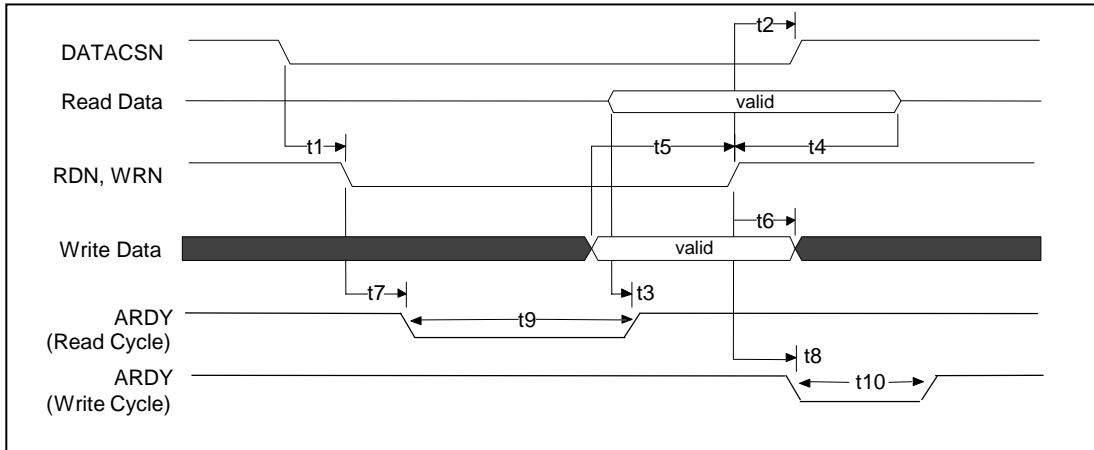 t2
DATACSN
Read Data
valid
t1
t5
t4
RDN, WRN
t6
Write Data
valid
t7
t3
ARDY
(Read Cycle)
t9
t8
ARDY
(Write Cycle)
t10